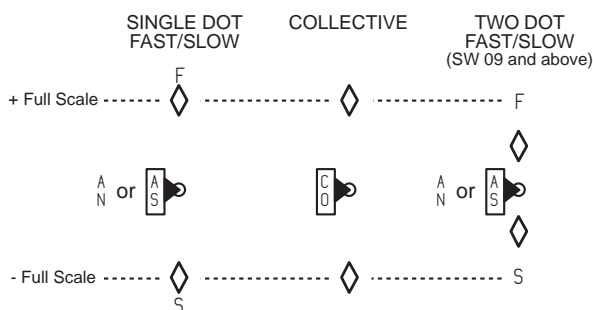 SINGLE DOT
FAST/SLOW
COLLECTIVE
TWO DOT
FAST/SLOW
(SW 09 and above)
F
+ Full Scale
F
A
N
or
A
S
C
O
A
N
or
A
S
- Full Scale
S
S